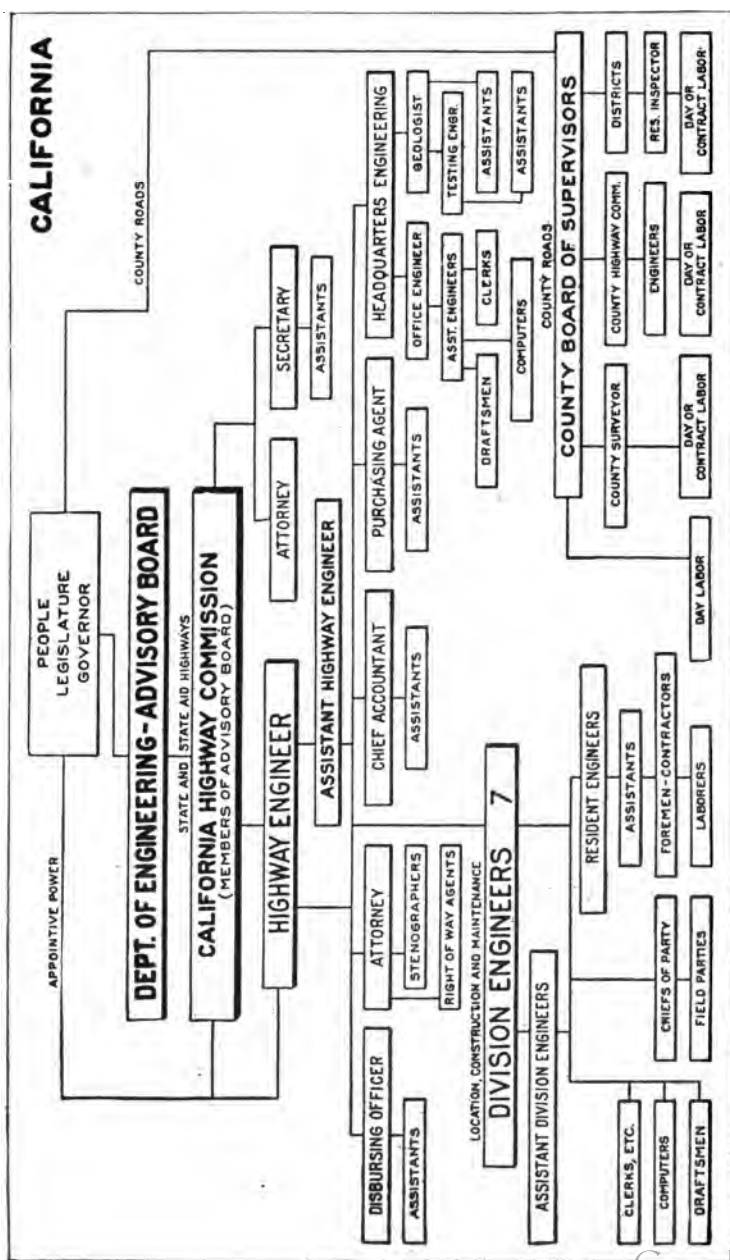 CALIFORNIA
PEOPLE
LEGISLATURE
GOVERNOR
APPOINTIVE POWER
COUNTY ROADS
DEPT. OF ENGINEERING-ADVISORY BOARD
STATE AND STATE AID HIGHWAYS
CALIFORNIA HIGHWAY COMMISSION
(MEMBERS OF ADVISORY BOARD)
HIGHWAY ENGINEER
ATTORNEY
SECRETARY
ASSISTANTS
ASSISTANT HIGHWAY ENGINEER
DISBURSING OFFICER
ASSISTANTS
ATTORNEY
STENOGRAPHERS
RIGHT OF WAY AGENTS
CHIEF ACCOUNTANT
ASSISTANTS
PURCHASING AGENT
ASSISTANTS
HEADQUARTERS ENGINEERING
OFFICE ENGINEER
ASST. ENGINEERS
DRAFTSMEN
CLERKS
COMPUTERS
GEOLOGIST
TESTING ENGR.
ASSISTANTS
ASSISTANTS
LOCATION, CONSTRUCTION AND MAINTENANCE
DIVISION ENGINEERS 7
ASSISTANT DIVISION ENGINEERS
CLERKS, ETC.
COMPUTERS
DRAFTSMEN
CHIEFS OF PARTY
FIELD PARTIES
RESIDENT ENGINEERS
ASSISTANTS
FOREMEN-CONTRACTORS
LABORERS
COUNTY ROADS
COUNTY BOARD OF SUPERVISORS
DAY LABOR
COUNTY SURVEYOR
DAY OR
CONTRACT LABOR
COUNTY HIGHWAY COMM.
ENGINEERS
DAY OR
CONTRACT LABOR
DISTRICTS
RES. INSPECTOR
DAY OR
CONTRACT LABOR-